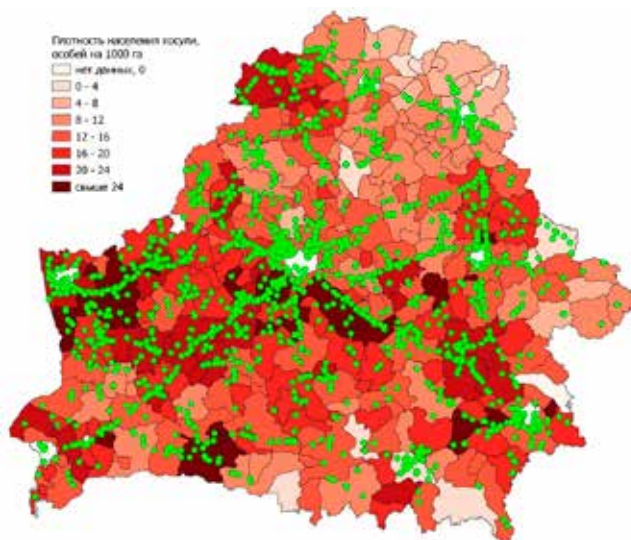 Плотность населения косули,
особей на 1000 га
нет данных, 0
0 - 4
4 - 8
8 - 12
12 - 16
16 - 20
20 - 24
свыше 24